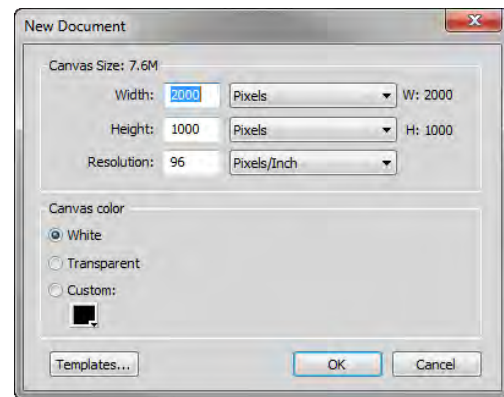 New Document
Canvas Size: 7.6M
Width: 2000 Pixels W: 2000
Height: 1000 Pixels H: 1000
Resolution: 96 Pixels/Inch
Canvas color
White
Transparent
Custom:
Templates... OK Cancel